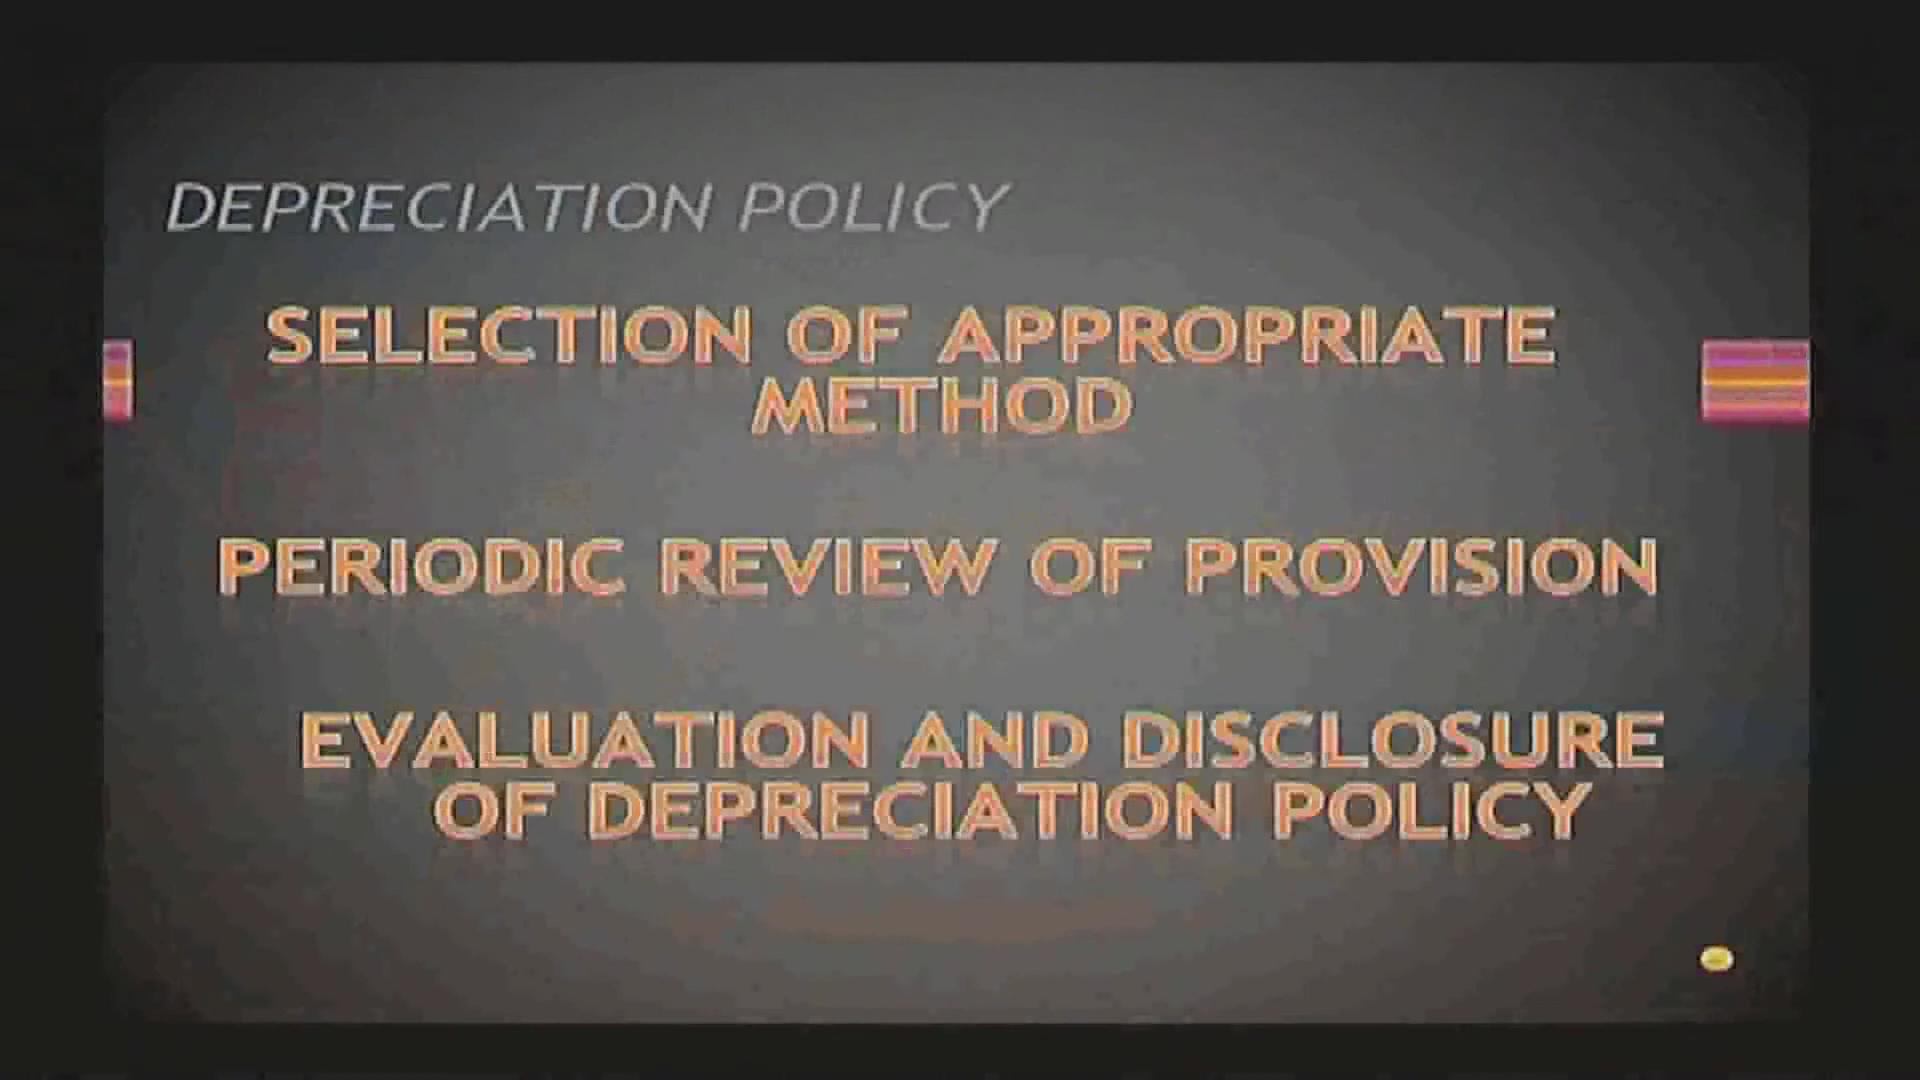 DEPRECIATION POLICY
SELECTION OF APPROPRIATE
METHOD
PERIODIC REVIEW OF PROVISION
EVALUATION AND DISCLOSURE
OF DEPRECIATION POLICY